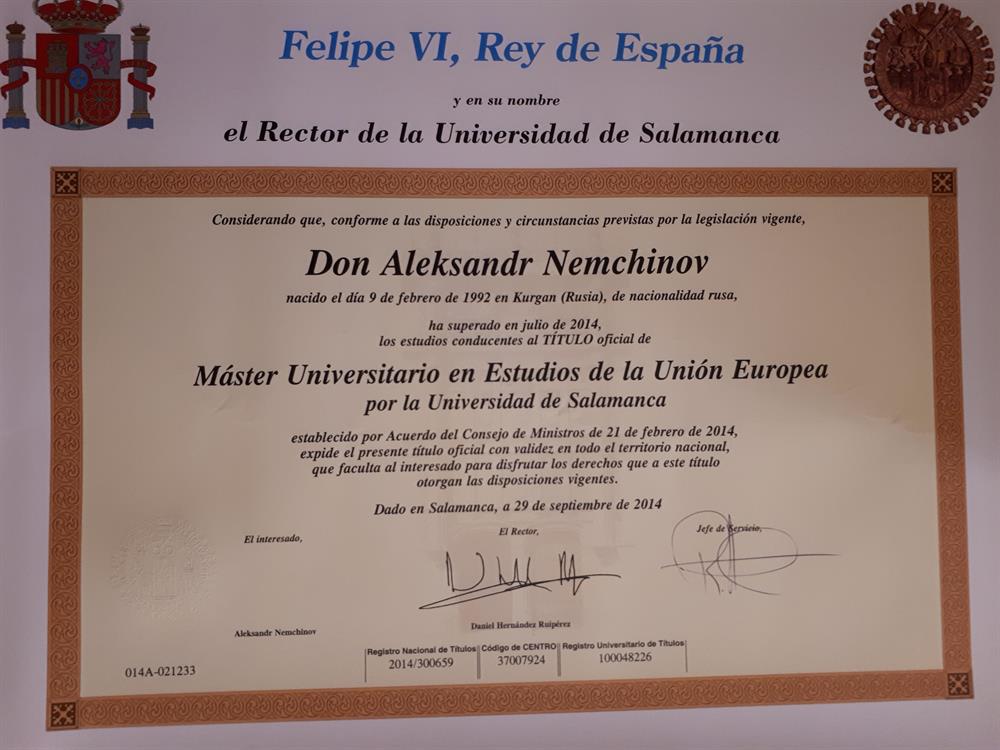 Felipe VI, Rey de España
y en su nombre
el Rector de la Universidad de Salamanca
Considerando que, conforme a las disposiciones y circunstancias previstas por la legislación vigente,
Don Aleksandr Nemchinov
nacido el día 9 de febrero de 1992 en Kurgan (Rusia), de nacionalidad rusa,
ha superado en julio de 2014,
los estudios conducentes al TÍTULO oficial de
Máster Universitario en Estudios de la Unión Europea
por la Universidad de Salamanca
establecido por Acuerdo del Consejo de Ministros de 21 de febrero de 2014,
expide el presente título oficial con validez en todo el territorio nacional,
que faculta al interesado para disfrutar los derechos que a este título
otorgan las disposiciones vigentes.
Dado en Salamanca, a 29 de septiembre de 2014
El interesado,
El Rector,
Jefe de Servicio,
Aleksandr Nemchinov
Daniel Hernández Ruipérez
Registro Nacional de Títulos Código de CENTRO Registro Universitario de Títulos
2014/300659 37007924 100048226
014A-021233